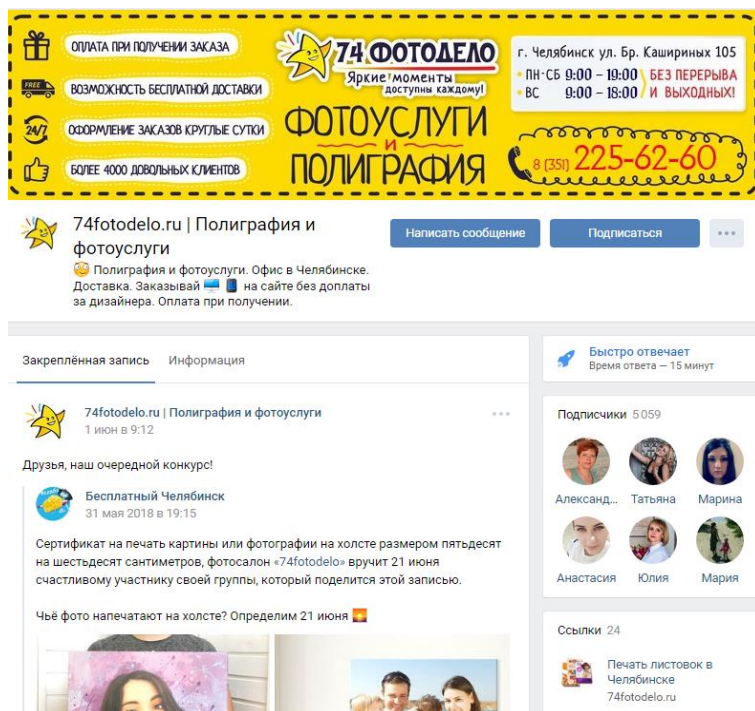 ОПЛАТА ПРИ ПОЛУЧЕНИИ ЗАКАЗА
FREE
ВОЗМОЖНОСТЬ БЕСПЛАТНОЙ ДОСТАВКИ
24/7
ОФОРМЛЕНИЕ ЗАКАЗОВ КРУГЛЫЕ СУТКИ
БОЛЕЕ 4000 ДОВОЛЬНЫХ КЛИЕНТОВ
74 ФОТОДЕЛО
Яркие моменты
доступны каждому!
ФОТОУСЛУГИ
И
ПОЛИГРАФИЯ
г. Челябинск ул. Бр. Кашириных 105
ПН-СБ 9:00 – 19:00 БЕЗ ПЕРЕРЫВА
ВС 9:00 – 18:00 И ВЫХОДНЫХ!
8 (351) 225-62-60
74fotodelo.ru | Полиграфия и
фотоуслуги
Полиграфия и фотоуслуги. Офис в Челябинске.
Доставка. Заказывай на сайте без доплаты
за дизайнера. Оплата при получении.
Написать сообщение
Подписаться
Закреплённая запись Информация
74fotodelo.ru | Полиграфия и фотоуслуги
1 июн в 9:12
Друзья, наш очередной конкурс!
Бесплатный Челябинск
31 мая 2018 в 19:15
Сертификат на печать картины или фотографии на холсте размером пятьдесят
на шестьдесят сантиметров, фотосалон «74fotodelo» вручит 21 июня
счастливому участнику своей группы, который поделится этой записью.
Чьё фото напечатают на холсте? Определим 21 июня
Быстро отвечает
Время ответа — 15 минут
Подписчики 5 059
Александ... Татьяна Марина
Анастасия Юлия Мария
Ссылки 24
Печать листовок в
Челябинске
74fotodelo.ru